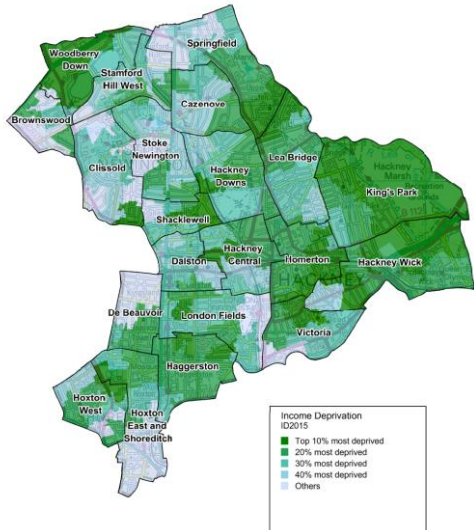 Springfield
Woodberry
Down
Stamford
Hill West
Cazenove
Brownswood
Stoke
Newington
Lea Bridge
Clissold
Hackney
Downs
Hackney
Marsh
King's Park
Shacklewell
Hackney
Central
Dalston
Homerton
Hackney Wick
HACKNEY
De Beauvoir
London Fields
Victoria
Haggerston
Hoxton
West
Hoxton
East and
Shoreditch
Income Deprivation
ID2015
Top 10% most deprived
20% most deprived
30% most deprived
40% most deprived
Others